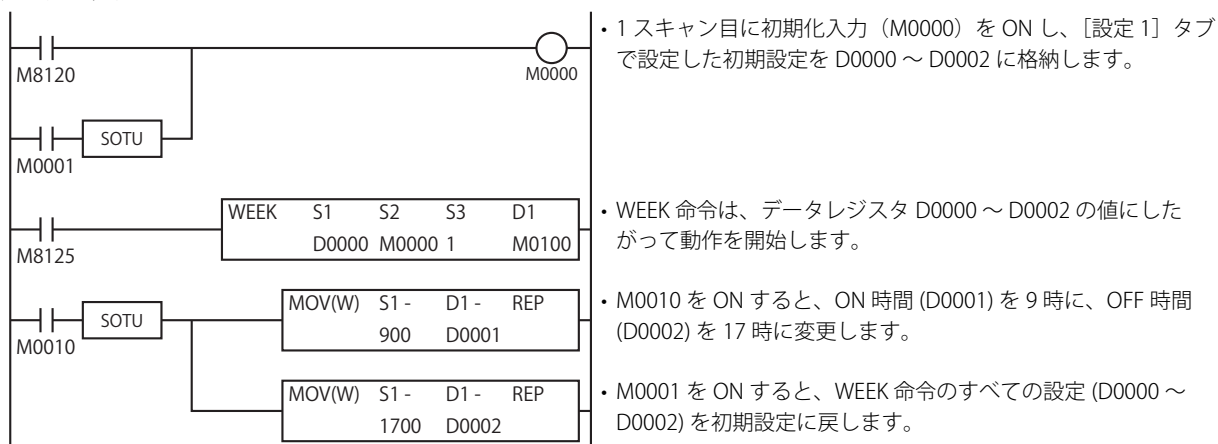 M8120
M0000
・1 スキャン目に初期化入力（M0000）を ON し、［設定 1］タブ
で設定した初期設定を D0000 ～ D0002 に格納します。
SOTU
M0001
WEEK S1 S2 S3 D1
D0000 M0000 1 M0100
M8125
・WEEK 命令は、データレジスタ D0000 ～ D0002 の値にした
がって動作を開始します。
SOTU
M0010
MOV(W) S1 - D1 - REP
900 D0001
・M0010 を ON すると、ON 時間 (D0001) を 9 時に、OFF 時間
(D0002) を 17 時に変更します。
MOV(W) S1 - D1 - REP
1700 D0002
・M0001 を ON すると、WEEK 命令のすべての設定 (D0000 ～
D0002) を初期設定に戻します。